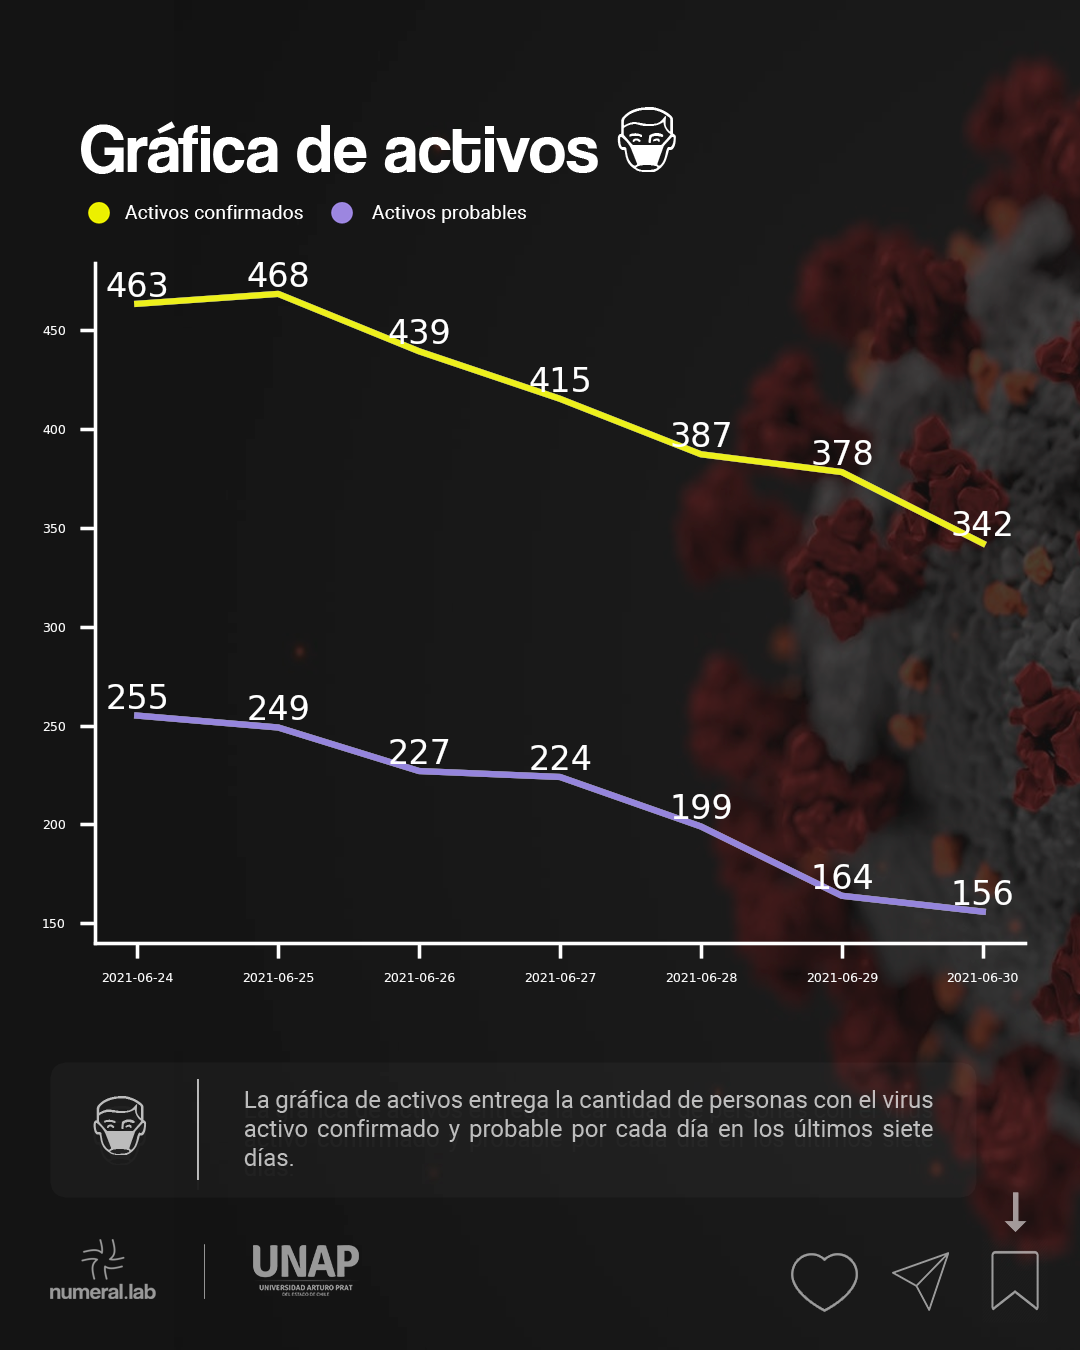 Gráfica de activos
Activos confirmados Activos probables
463 468 439 415 387 378 342
255 249 227 224 199 164 156
450
400
350
300
250
200
150
2021-06-24 2021-06-25 2021-06-26 2021-06-27 2021-06-28 2021-06-29 2021-06-30
La gráfica de activos entrega la cantidad de personas con el virus
activo confirmado y probable por cada día en los últimos siete
días.
numeral.lab
UNAP
UNIVERSIDAD ARTURO PRAT
DEL ESTADO DE CHILE